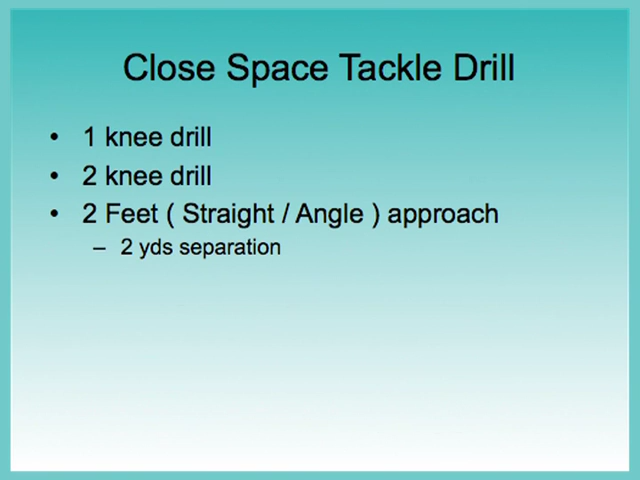 Close Space Tackle Drill
• 1 knee drill
• 2 knee drill
• 2 Feet ( Straight / Angle ) approach
– 2 yds separation